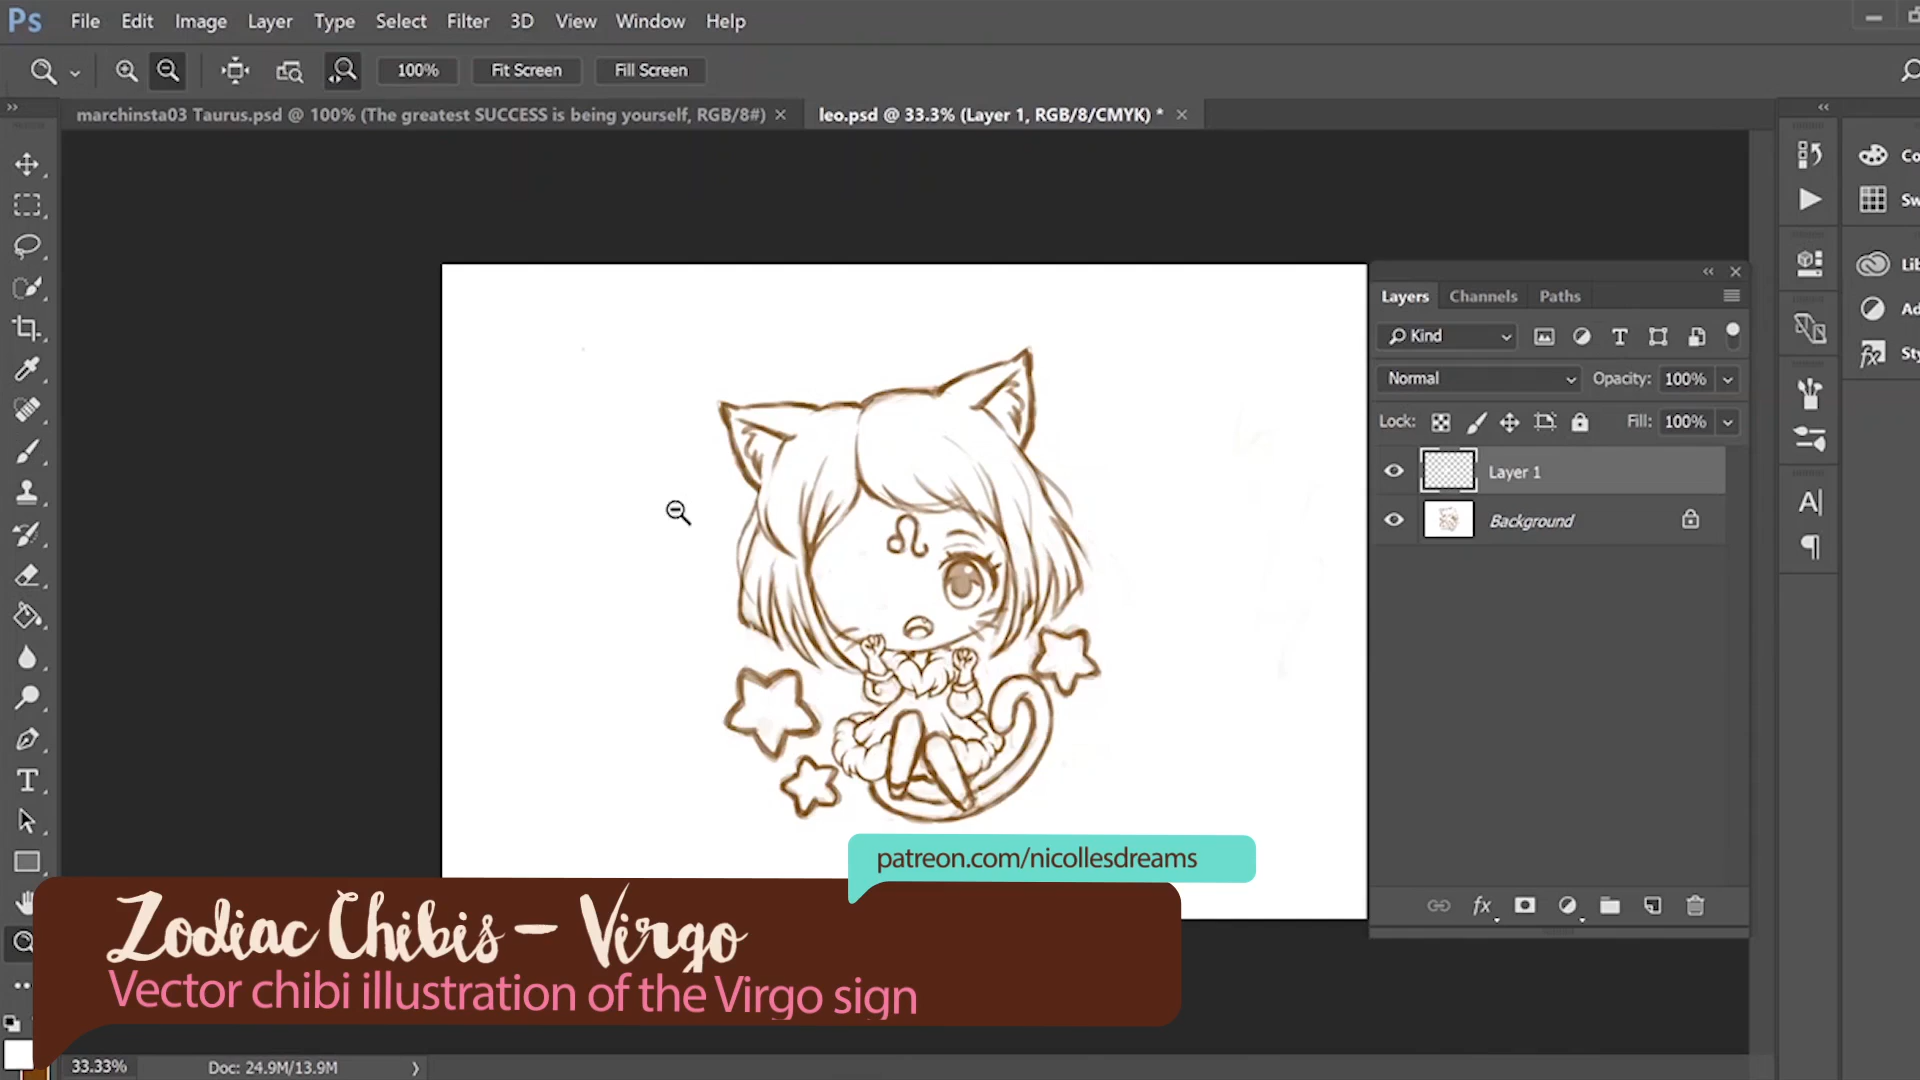 Ps File Edit Image Layer Type Select Filter 3D View Window Help
100% Fit Screen Fill Screen
marchinsta03 Taurus.psd @ 100% (The greatest SUCCESS is being yourself, RGB/8#) × leo.psd @ 33.3% (Layer 1, RGB/8/CMYK) * ×
Layers Channels Paths
Kind
Normal Opacity: 100%
Lock: Fill: 100%
Layer 1
Background
patreon.com/nicollesdreams
Zodiac Chibis – Virgo
Vector chibi illustration of the Virgo sign
33.33% Doc: 24.9M/13.9M